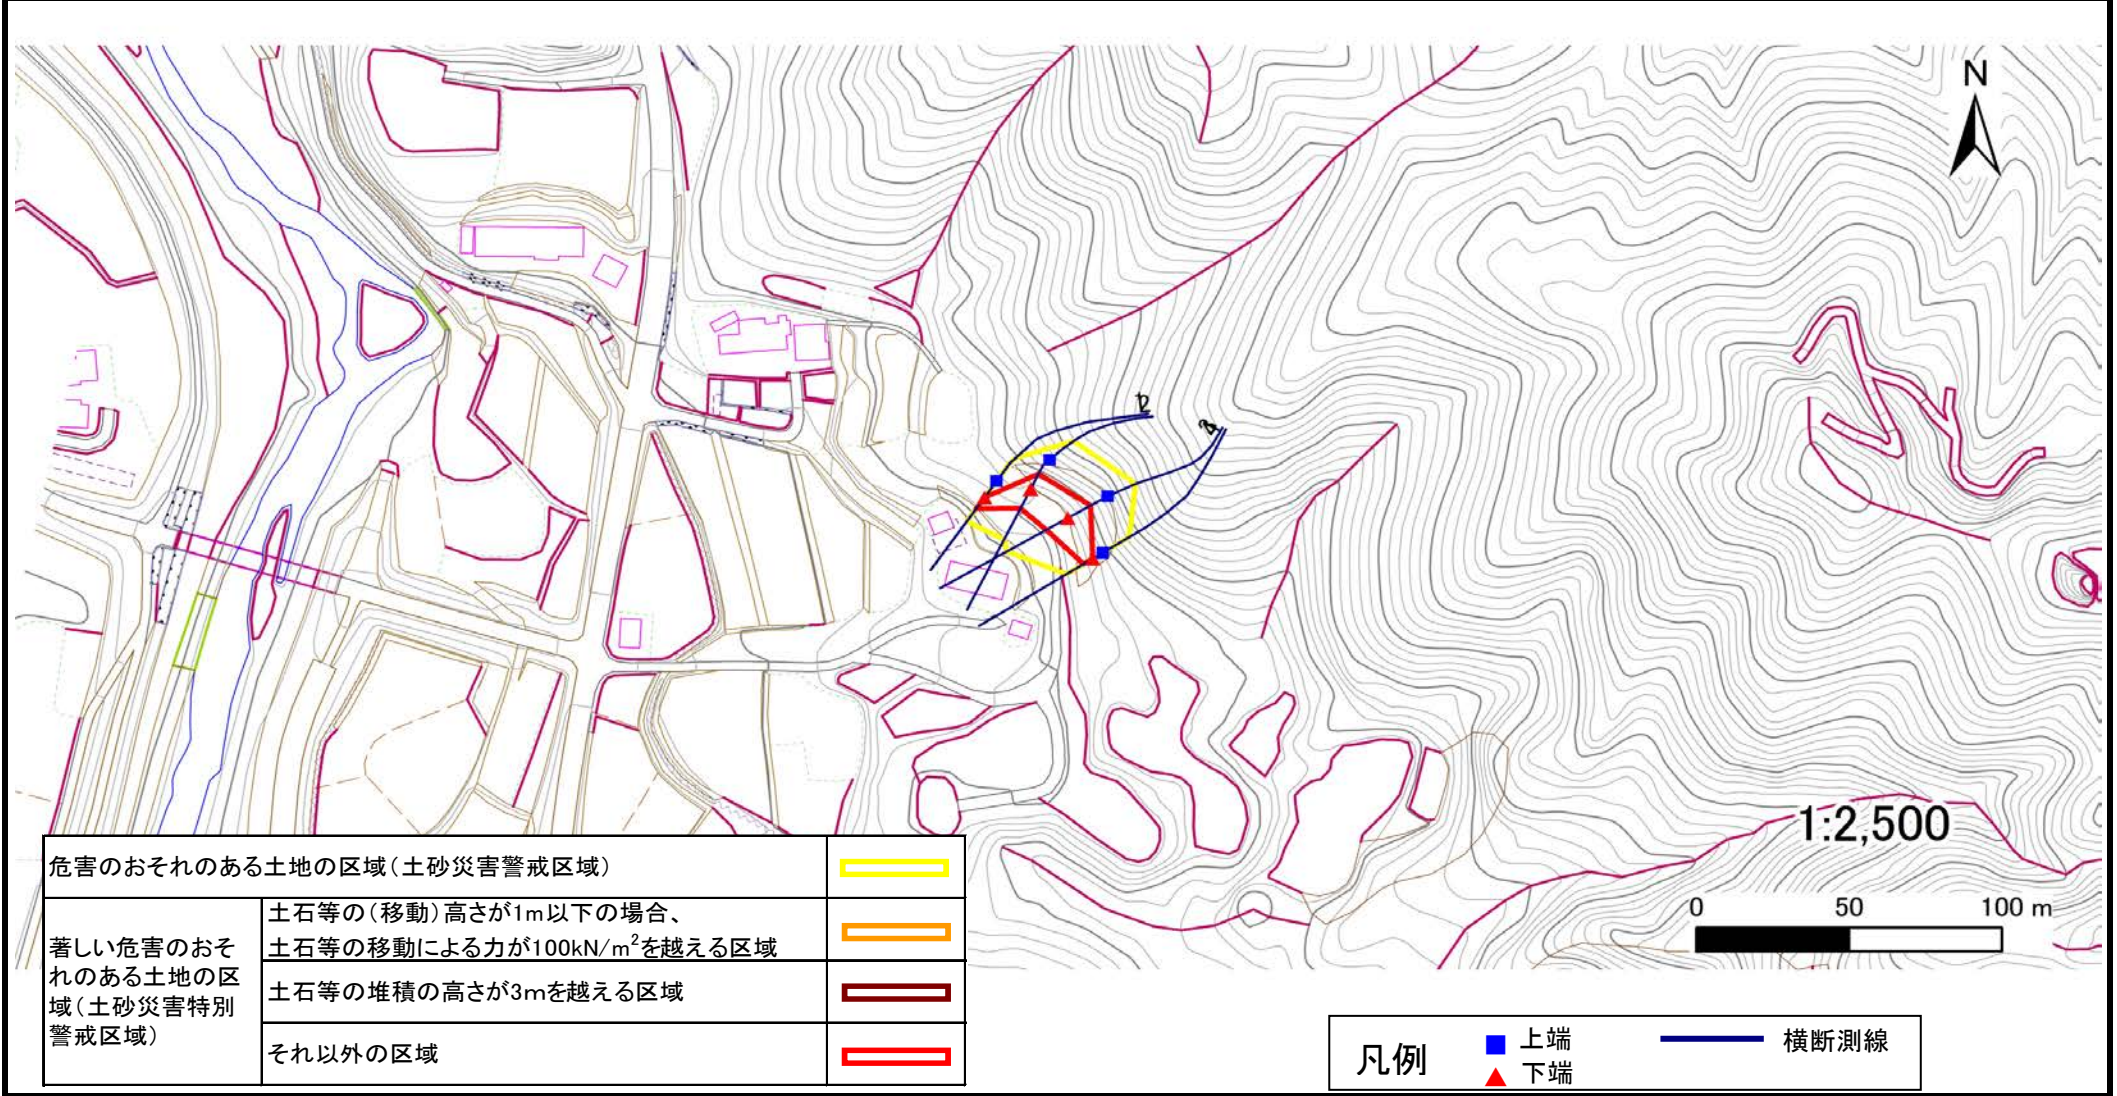 N
1:2,500
0 50 100 m
危害のおそれのある土地の区域(土砂災害警戒区域)
著しい危害のおそ
れのある土地の区
域(土砂災害特別
警戒区域)
土石等の(移動)高さが1m以下の場合、
土石等の移動による力が100kN/m²を越える区域
土石等の堆積の高さが3mを越える区域
それ以外の区域
凡例
上端
下端
横断測線